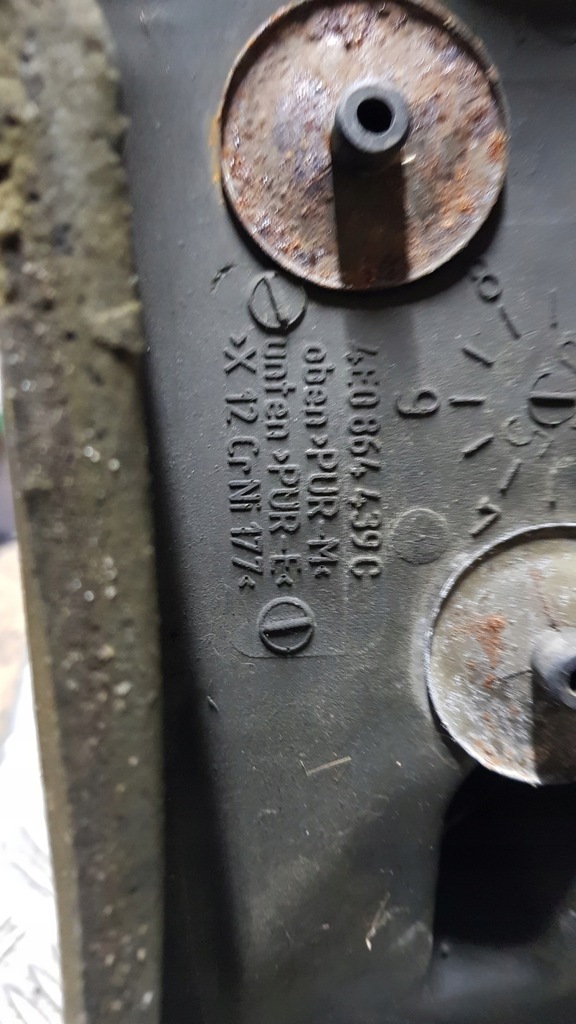 4E0 864 439C
oben >PUR-M<
unten >PUR-E<
>X 12 CrNi 177<
9